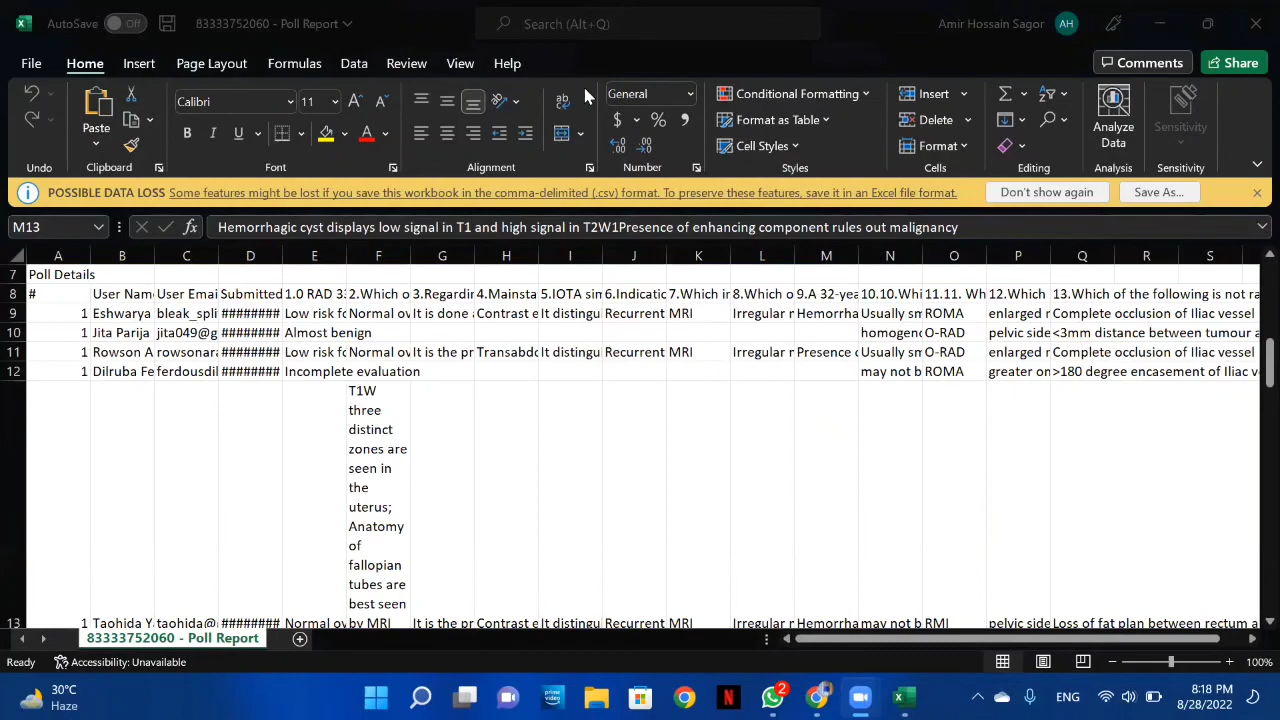 AutoSave Off 83333752060 - Poll Report Search (Alt+Q) Amir Hossain Sagor AH
File Home Insert Page Layout Formulas Data Review View Help Comments Share
Calibri 11 ab General Conditional Formatting Insert
Paste B I U A $ % Format as Table Delete Analyze Data Sensitivity
Cell Styles Format
Undo Clipboard Font Alignment Number Styles Cells Editing Analysis Sensitivity
POSSIBLE DATA LOSS Some features might be lost if you save this workbook in the comma-delimited (.csv) format. To preserve these features, save it in an Excel file format. Don't show again Save As...
M13 fx Hemorrhagic cyst displays low signal in T1 and high signal in T2W1Presence of enhancing component rules out malignancy
A B C D E F G H I J K L M N O P Q R S
7 Poll Details
8 # User Name User Emai Submitted 1.0 RAD 33 2.Which o 3.Regardin 4.Mainsta 5.IOTA sim 6.Indicatio 7.Which i 8.Which o 9.A 32-yea 10.10.Whi 11.11. Wh 12.Which 13.Which of the following is not ra
9 1 Eshwarya bleak_spli ######## Low risk fo Normal ov It is done Contrast e It distingu Recurrent MRI Irregular Hemorrha Usually sm ROMA enlarged Complete occlusion of Iliac vessel
10 1 Jita Parija jita049@g ######## Almost benign homogeno O-RAD pelvic side <3mm distance between tumour a
11 1 Rowson A rowsonara ######## Low risk fo Normal ov It is the pr Transabdo It distingu Recurrent MRI Irregular Presence Usually sm O-RAD enlarged Complete occlusion of Iliac vessel
12 1 Dilruba Fe ferdousdil ######## Incomplete evaluation may not b ROMA greater on >180 degree encasement of Iliac
T1W
three
distinct
zones are
seen in
the
uterus;
Anatomy
of
fallopian
tubes are
best seen
13 1 Taohida Y taohida@ ######## Normal ov by MRI It is the pr Contrast e It distingu Recurrent MRI Irregular Hemorrha may not b RMI pelvic side Loss of fat plan between rectum a
83333752060 - Poll Report
Ready Accessibility: Unavailable 100%
30°C
Haze
prime video N 2 ENG 8:18 PM
8/28/2022